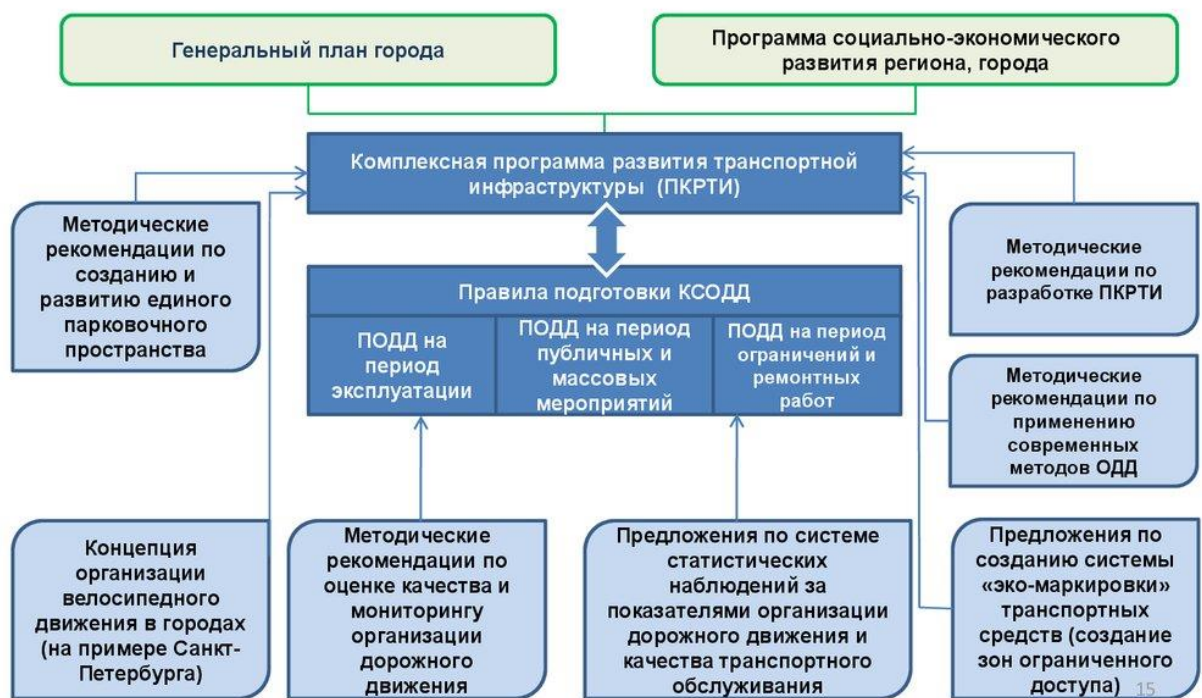 Генеральный план города
Программа социально-экономического
развития региона, города
Комплексная программа развития транспортной
инфраструктуры (ПКРТИ)
Методические
рекомендации по
созданию и
развитию единого
парковочного
пространства
Методические
рекомендации по
разработке ПКРТИ
Правила подготовки КСОДД
ПОДД на
период
эксплуатации
ПОДД на период
публичных и
массовых
мероприятий
ПОДД на период
ограничений и
ремонтных
работ
Методические
рекомендации по
применению
современных
методов ОДД
Концепция
организации
велосипедного
движения в городах
(на примере Санкт-
Петербурга)
Методические
рекомендации по
оценке качества и
мониторингу
организации
дорожного
движения
Предложения по системе
статистических
наблюдений за
показателями организации
дорожного движения и
качества транспортного
обслуживания
Предложения по
созданию системы
«эко-маркировки»
транспортных
средств (создание
зон ограниченного
доступа)
15